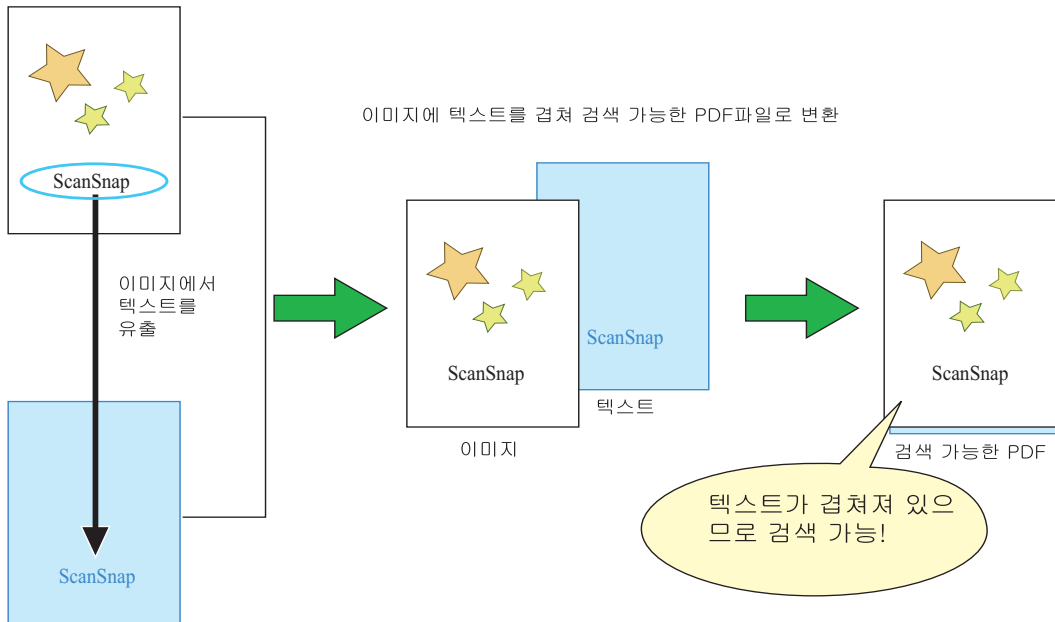 ScanSnap
이미지에서
텍스트를
유출
ScanSnap
이미지에 텍스트를 겹쳐 검색 가능한 PDF파일로 변환
ScanSnap
ScanSnap
텍스트
이미지
ScanSnap
검색 가능한 PDF
텍스트가 겹쳐져 있으
므로 검색 가능!